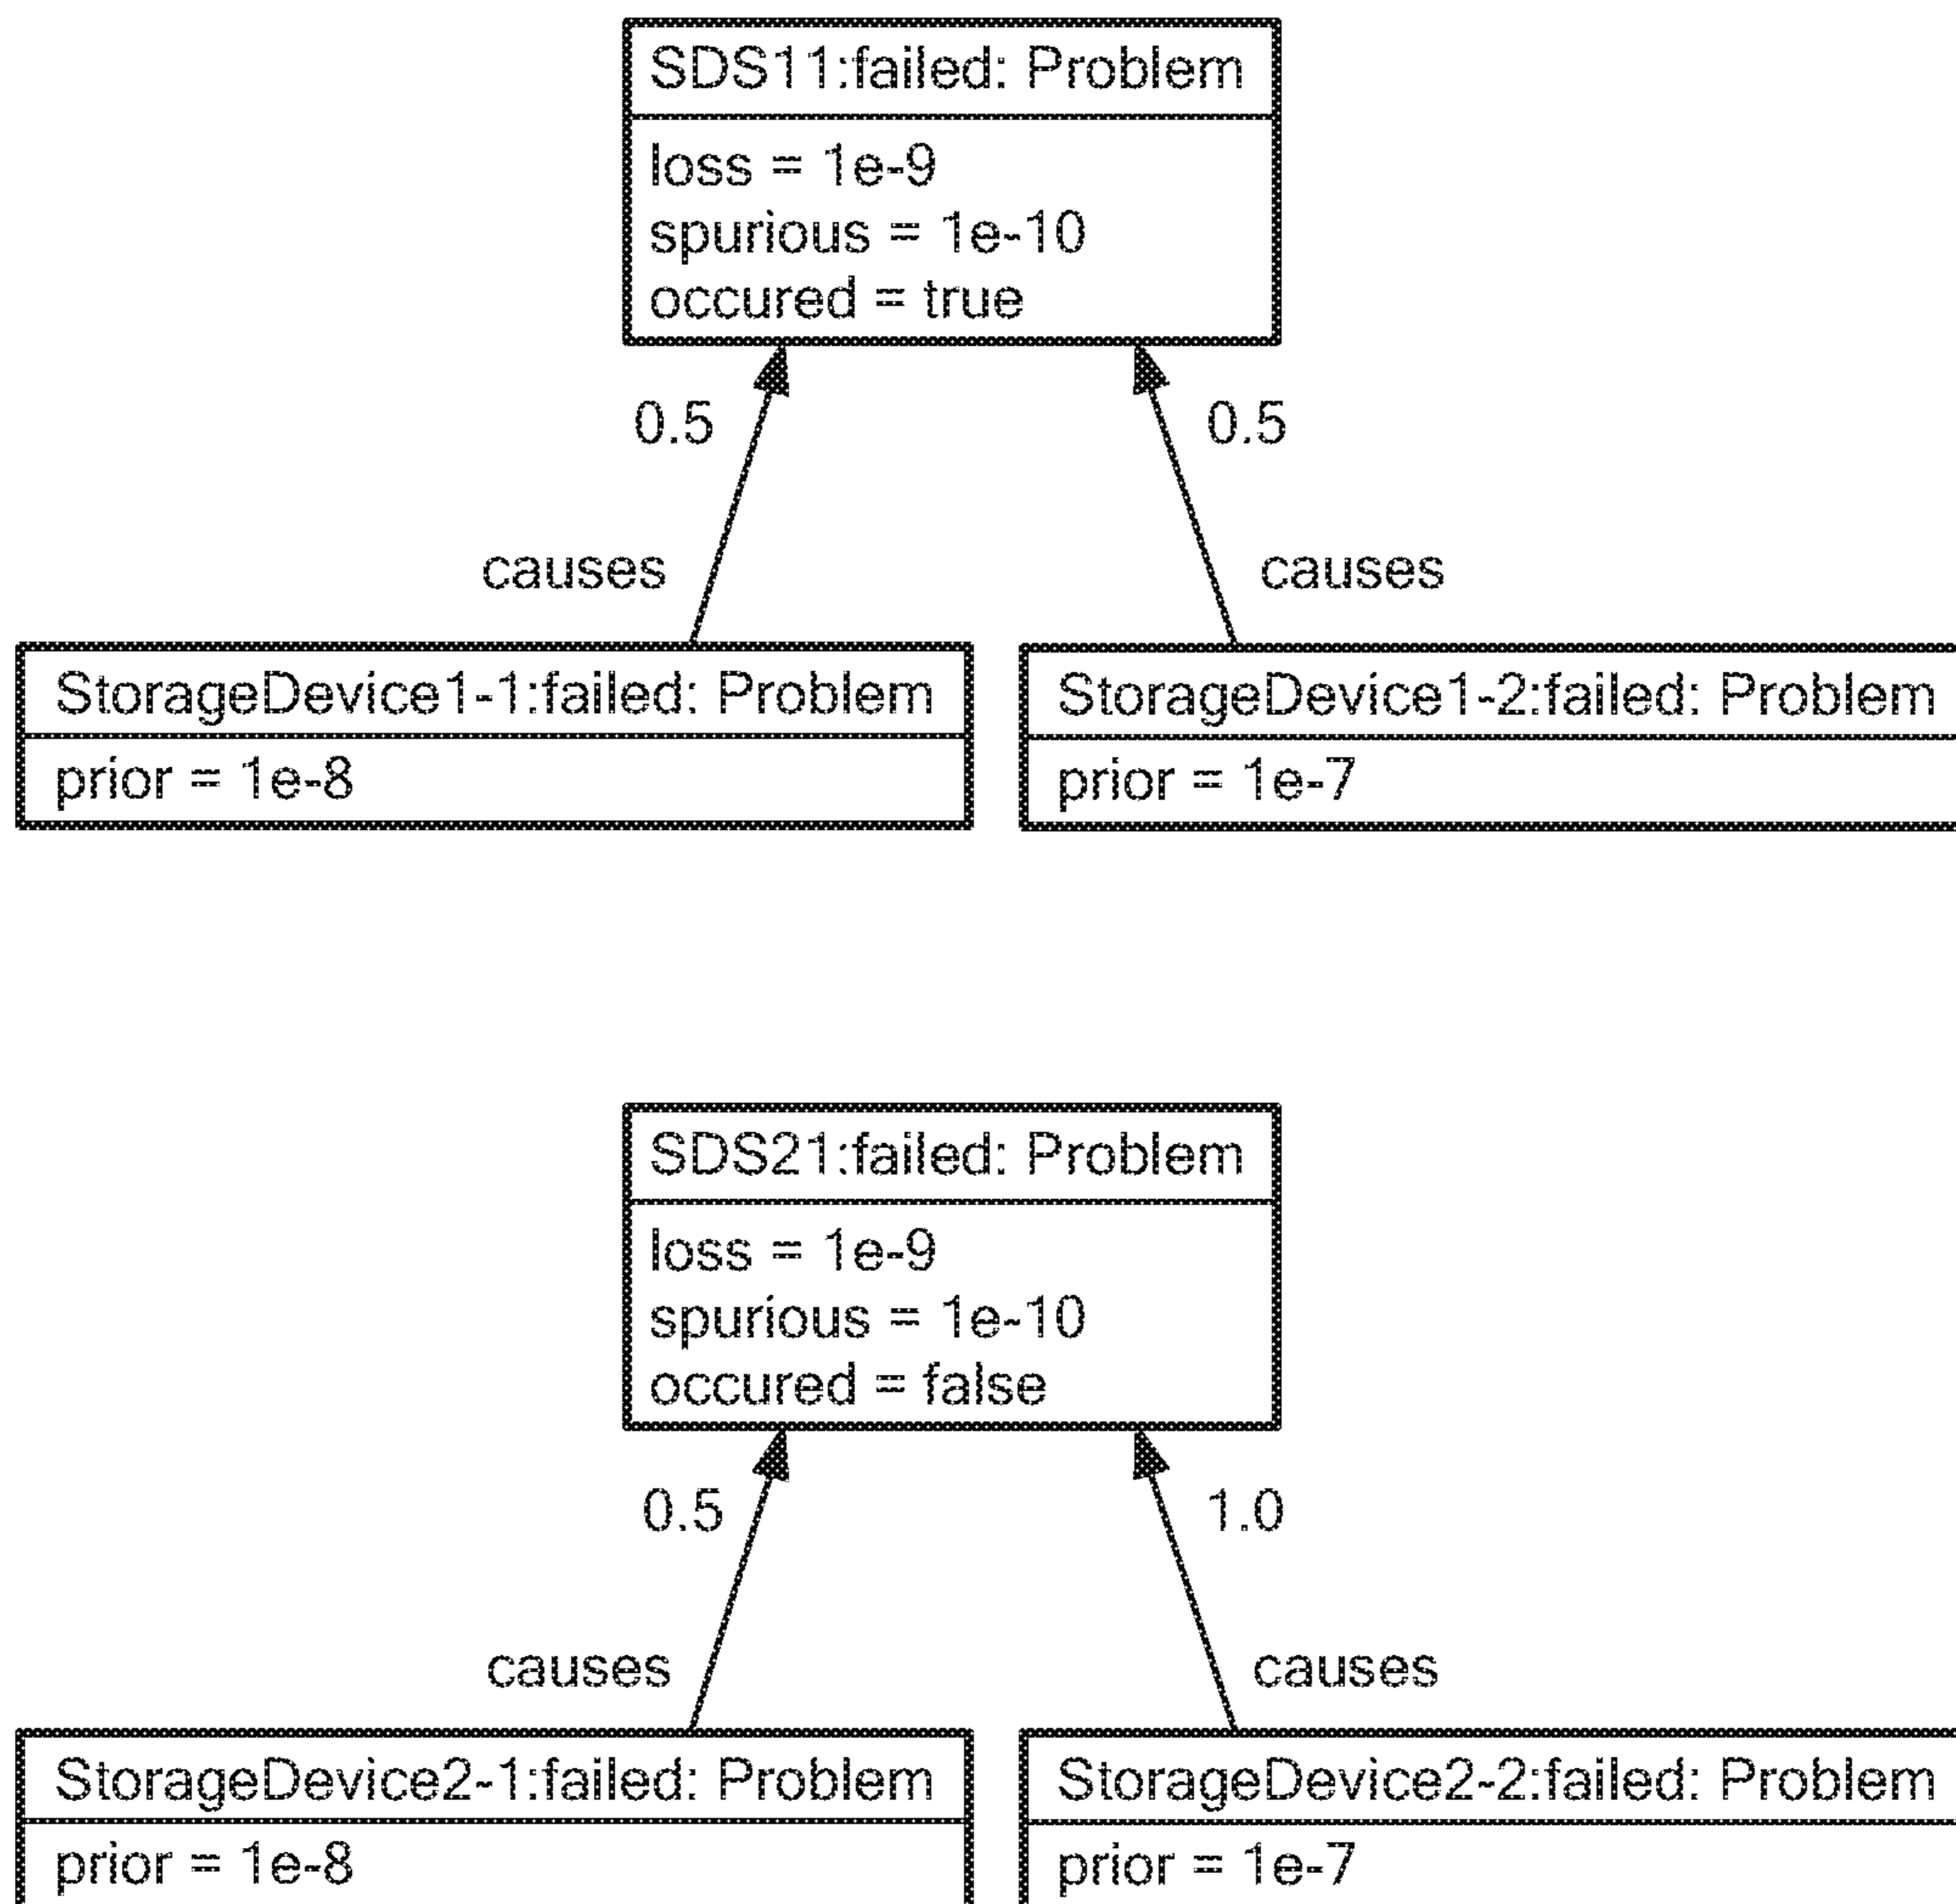 SDS11:failed: Problem
loss = 1e-9
spurious = 1e-10
occured = true
0.5
0.5
causes
causes
StorageDevice1-1:failed: Problem
prior = 1e-8
StorageDevice1-2:failed: Problem
prior = 1e-7
SDS21:failed: Problem
loss = 1e-9
spurious = 1e-10
occured = false
0.5
1.0
causes
causes
StorageDevice2-1:failed: Problem
prior = 1e-8
StorageDevice2-2:failed: Problem
prior = 1e-7